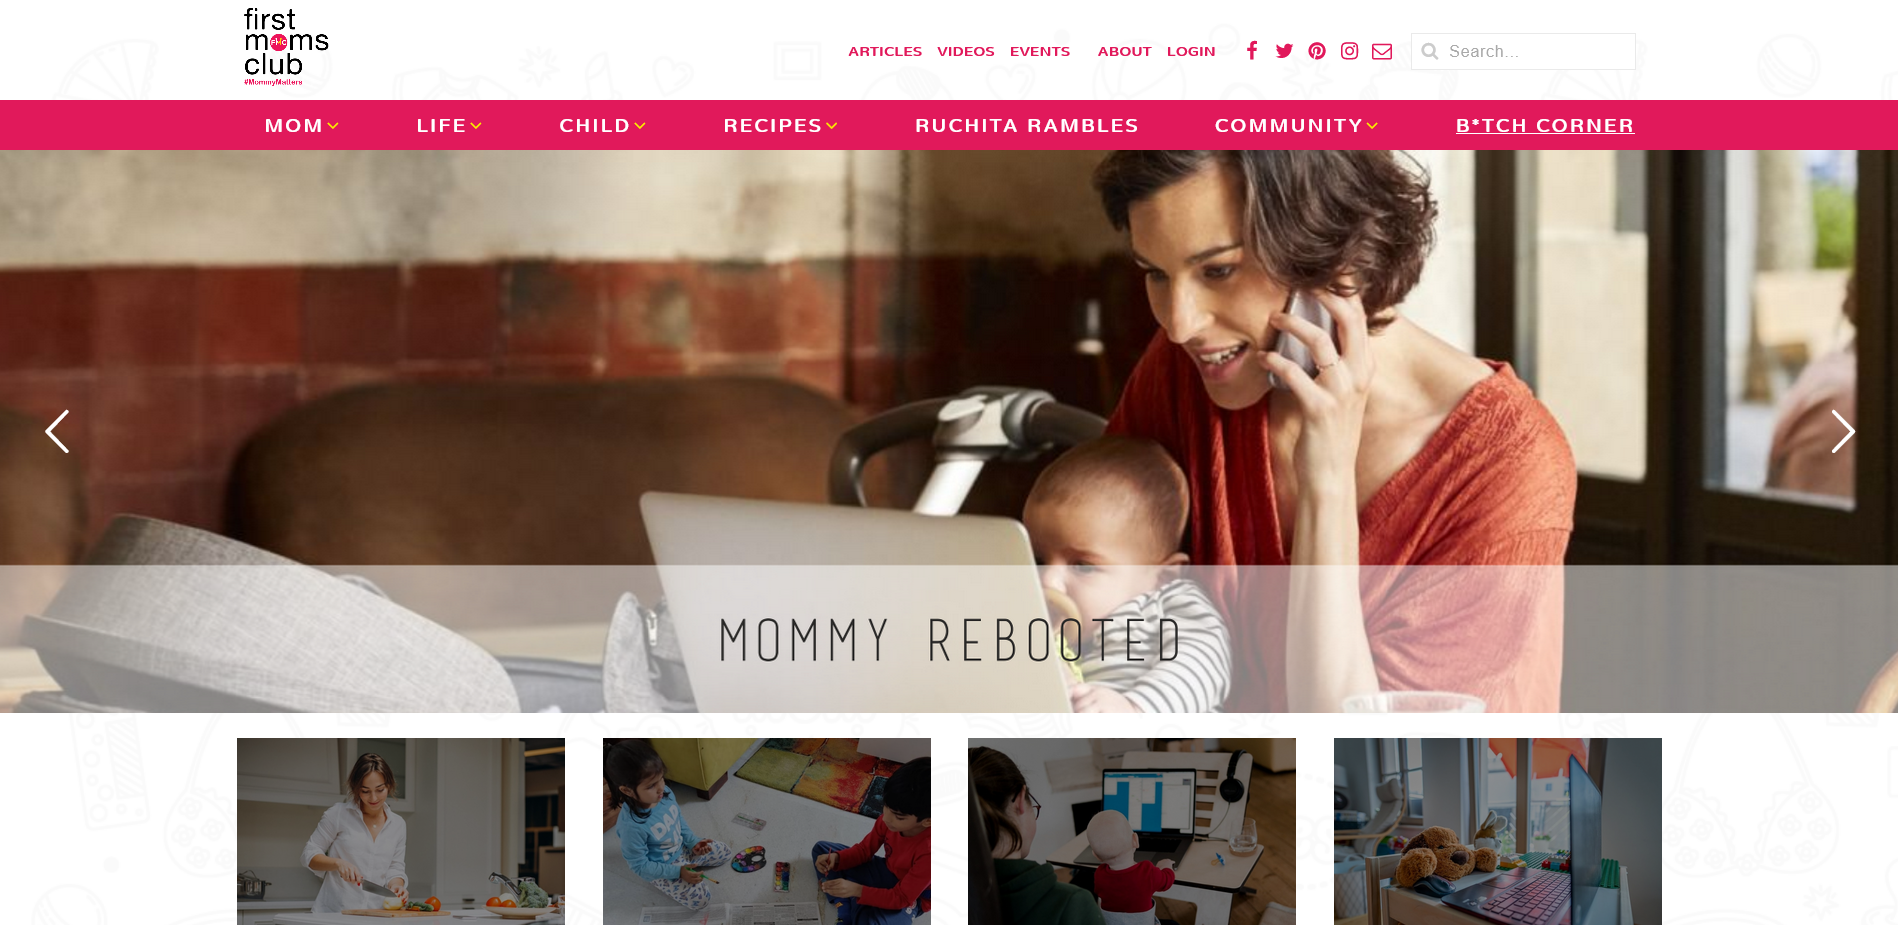 first
moms
club
#MommyMatters
ARTICLES VIDEOS EVENTS ABOUT LOGIN
Search...
MOM LIFE CHILD RECIPES RUCHITA RAMBLES COMMUNITY B*TCH CORNER
MOMMY REBOOTED